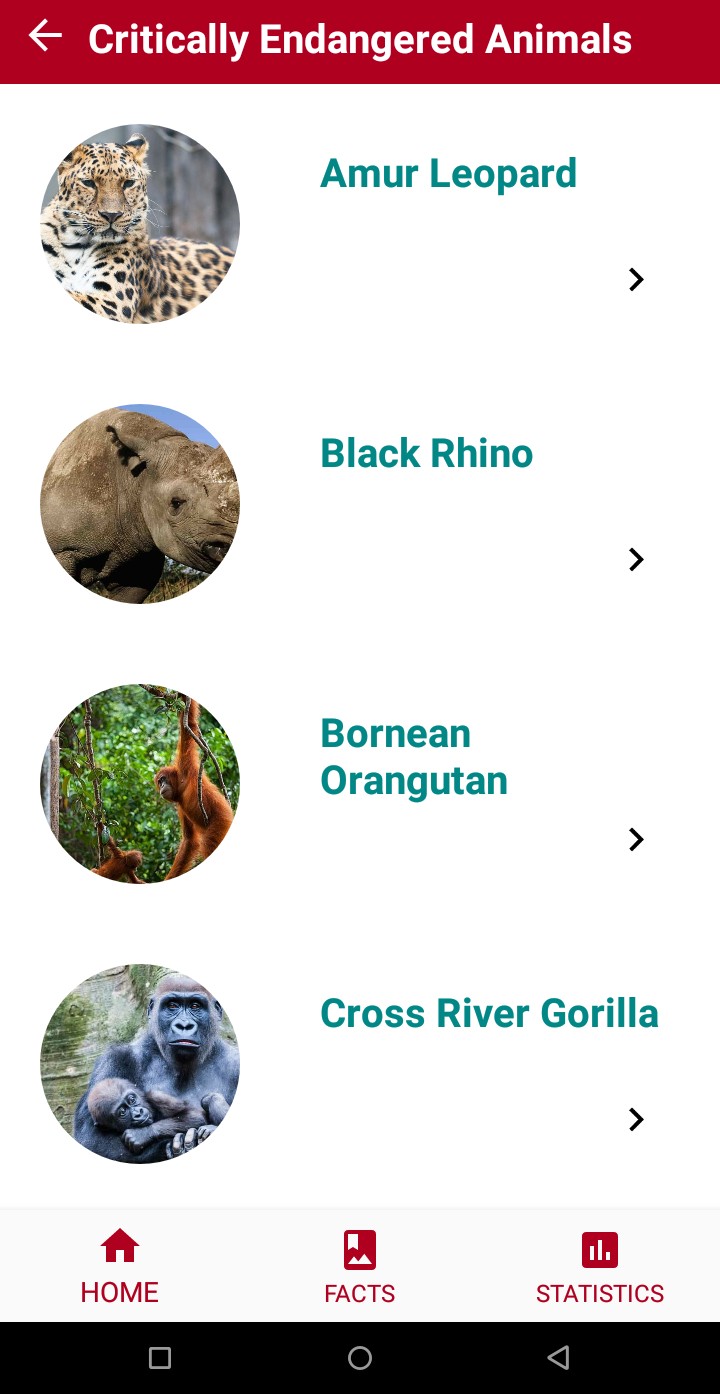 Critically Endangered Animals
Amur Leopard
Black Rhino
Bornean
Orangutan
Cross River Gorilla
HOME
FACTS
STATISTICS